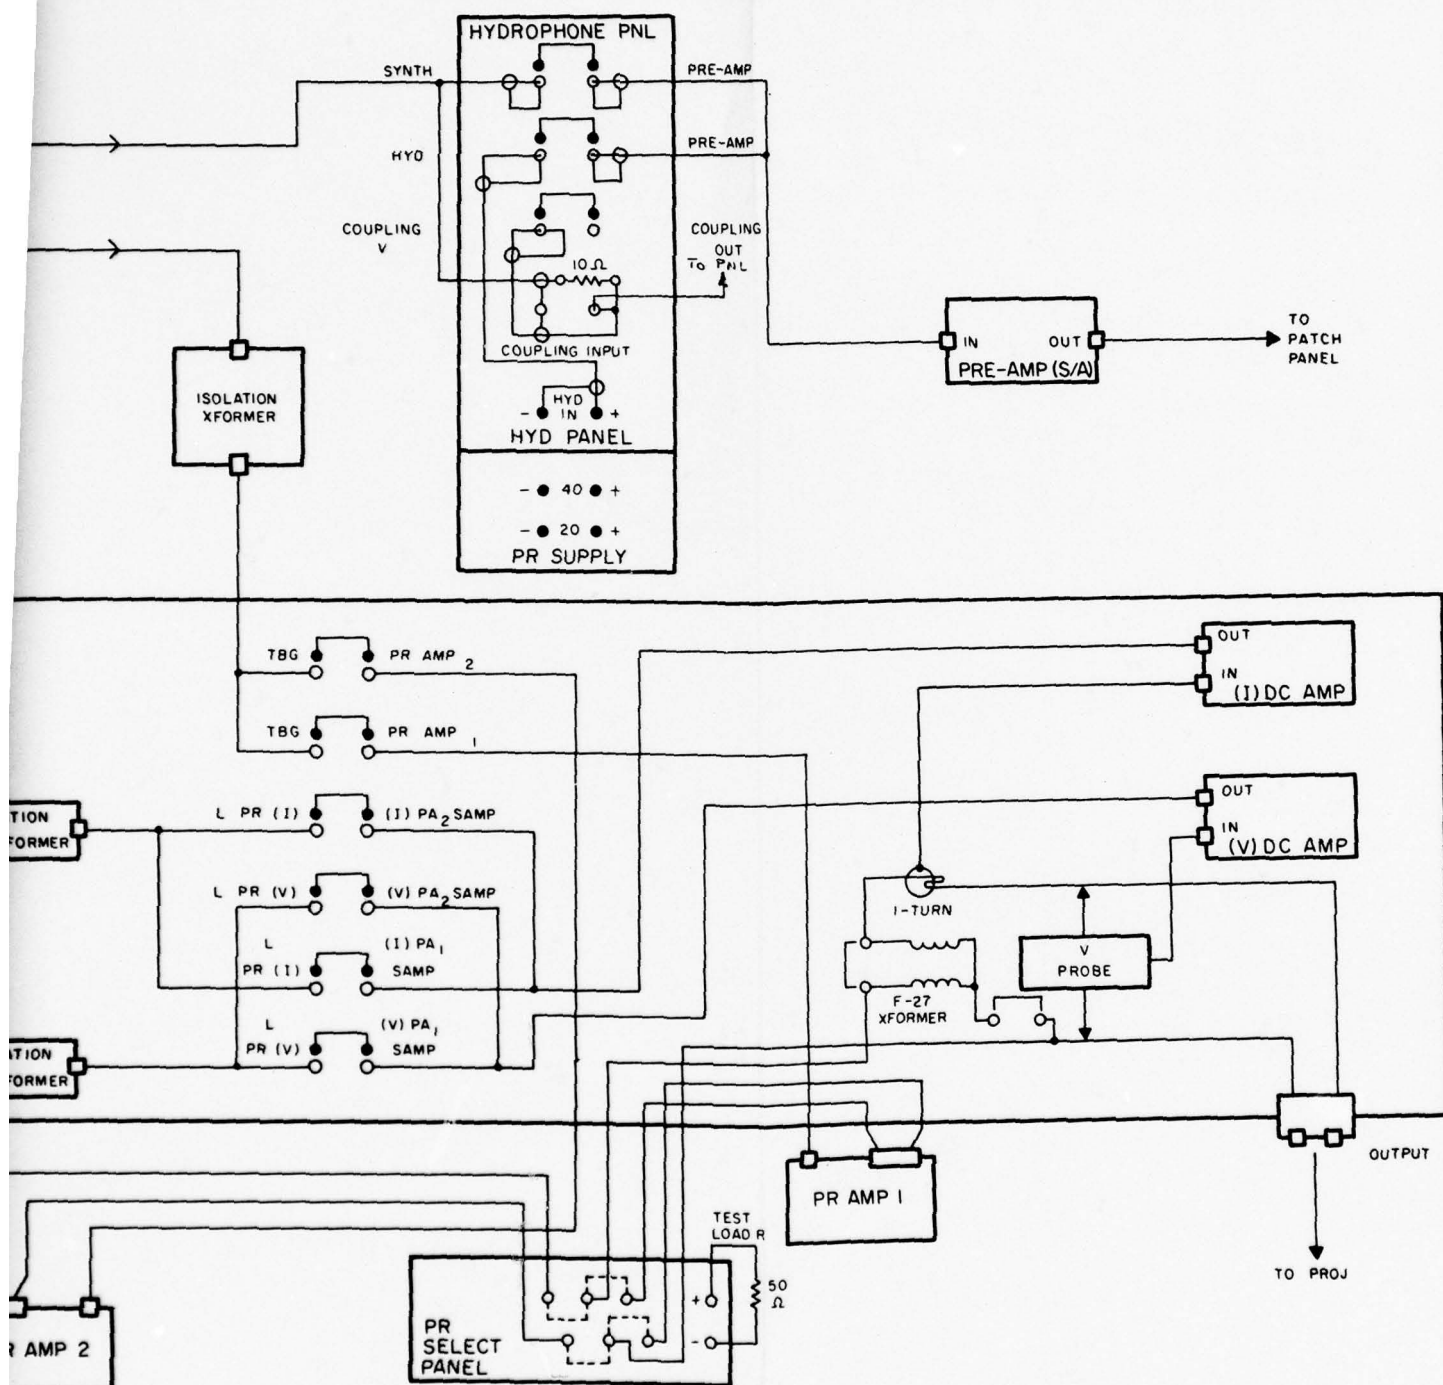 HYDROPHONE PNL
SYNTH
PRE-AMP
HYD
PRE-AMP
COUPLING
V
COUPLING
OUT
TO PNL
10 Ω
COUPLING INPUT
HYD
- IN +
HYD PANEL
- 40 +
- 20 +
PR SUPPLY
IN OUT
PRE-AMP (S/A)
TO
PATCH
PANEL
ISOLATION
XFORMER
TBG PR AMP 2
TBG PR AMP 1
L PR (I) (I) PA2 SAMP
L PR (V) (V) PA2 SAMP
L (I) PA1
PR (I) SAMP
L (V) PA1
PR (V) SAMP
TION
FORMER
ATION
FORMER
OUT
IN
(I) DC AMP
OUT
IN
(V) DC AMP
1-TURN
V
PROBE
F-27
XFORMER
OUTPUT
TO PROJ
PR AMP 1
TEST
LOAD R
50
Ω
+
-
PR
SELECT
PANEL
R AMP 2